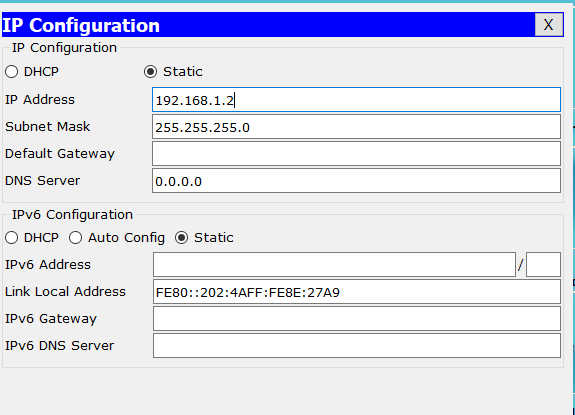 IP Configuration X
IP Configuration
DHCP Static
IP Address 192.168.1.2
Subnet Mask 255.255.255.0
Default Gateway
DNS Server 0.0.0.0
IPv6 Configuration
DHCP Auto Config Static
IPv6 Address /
Link Local Address FE80::202:4AFF:FE8E:27A9
IPv6 Gateway
IPv6 DNS Server